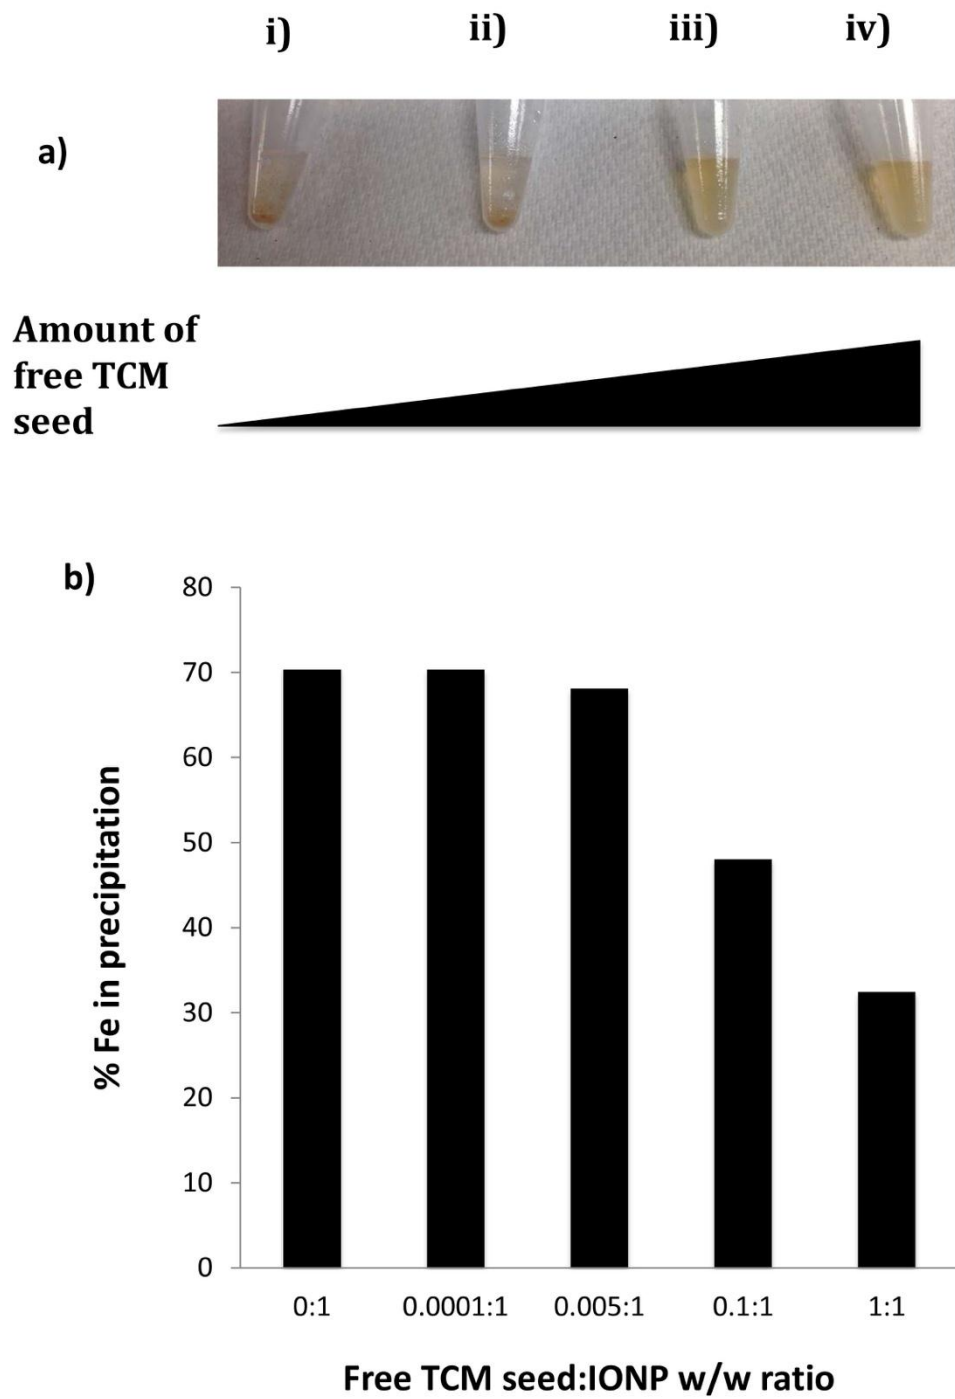 i) ii) iii) iv)
a)
Amount of
free TCM
seed
b)
80
70
60
50
40
30
20
10
0
% Fe in precipitation
0:1 0.0001:1 0.005:1 0.1:1 1:1
Free TCM seed:IONP w/w ratio